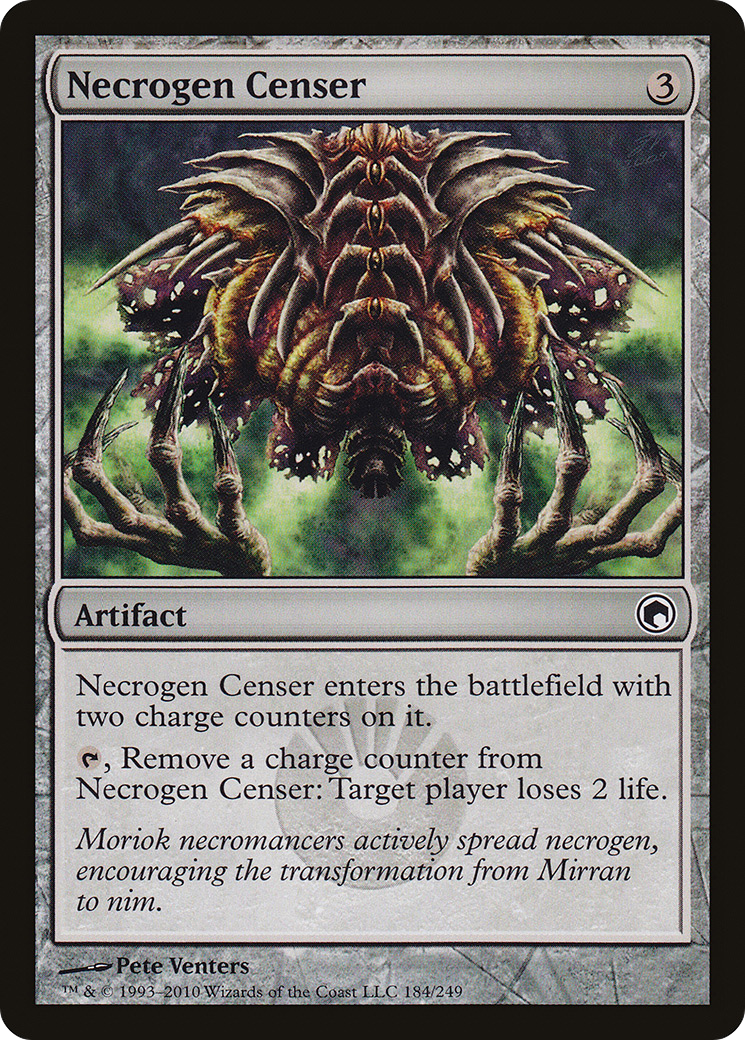 Necrogen Censer 3
Artifact
Necrogen Censer enters the battlefield with
two charge counters on it.
, Remove a charge counter from
Necrogen Censer: Target player loses 2 life.
Moriok necromancers actively spread necrogen,
encouraging the transformation from Mirran
to nim.
Pete Venters
™ & © 1993–2010 Wizards of the Coast LLC 184/249